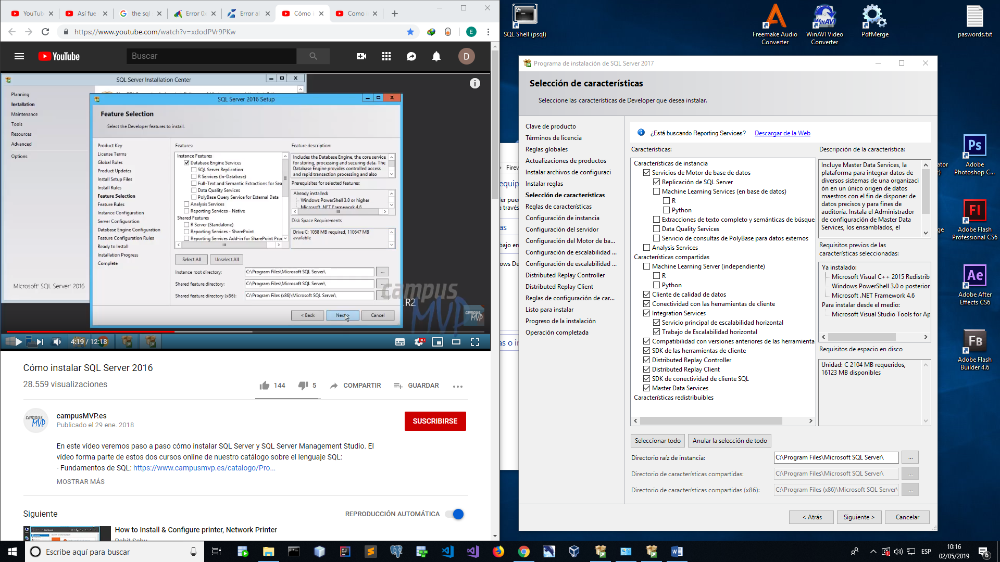 YouTub
Así fue
the sql
Error 0x
Error al
Cómo i
Como i
https://www.youtube.com/watch?v=xdodPVr9PKw
E
YouTube
Buscar
D
SQL Server Installation Center
Planning
Installation
Maintenance
Tools
Resources
Advanced
Options
Microsoft SQL Server 2016
SQL Server 2016 Setup
Feature Selection
Select the Developer features to install.
Product Key
License Terms
Global Rules
Product Updates
Install Setup Files
Install Rules
Feature Selection
Feature Rules
Instance Configuration
Server Configuration
Database Engine Configuration
Feature Configuration Rules
Ready to Install
Installation Progress
Complete
Features:
Instance Features
Database Engine Services
SQL Server Replication
R Services (In-Database)
Full-Text and Semantic Extractions for Sea
Data Quality Services
PolyBase Query Service for External Data
Analysis Services
Reporting Services - Native
Shared Features
R Server (Standalone)
Reporting Services - SharePoint
Reporting Services Add-in for SharePoint Proc
Feature description:
Includes the Database Engine, the core service
for storing, processing and securing data. The
Database Engine provides controlled access
and rapid transaction processing and also
Prerequisites for selected features:
Already installed:
Windows PowerShell 3.0 or higher
Microsoft .NET Framework 4.6
Disk Space Requirements
Drive C: 1058 MB required, 110647 MB
available
Select All
Unselect All
Instance root directory:
C:\Program Files\Microsoft SQL Server\
...
Shared feature directory:
C:\Program Files\Microsoft SQL Server\
Shared feature directory (x86):
C:\Program Files (x86)\Microsoft SQL Server\
< Back
Next >
Cancel
campus
MVP
R2
campus
MVP
4:19 / 12:18
HD
Cómo instalar SQL Server 2016
28.559 visualizaciones
144
5
COMPARTIR
GUARDAR
campus
MVP
campusMVP.es
Publicado el 29 ene. 2018
SUSCRIBIRSE
En este vídeo veremos paso a paso cómo instalar SQL Server y SQL Server Management Studio. El
vídeo forma parte de estos dos cursos online de nuestro catálogo sobre el lenguaje SQL:
- Fundamentos de SQL: https://www.campusmvp.es/catalogo/Pro...
MOSTRAR MÁS
Siguiente
REPRODUCCIÓN AUTOMÁTICA
How to Install & Configure printer, Network Printer
SQL Shell (psql)
Freemake Audio
Converter
WinAVI
WinAVI Video
Converter
PdfMerge
paswords.txt
Ps
Adobe
Photoshop C...
Fl
Adobe Flash
Professional CS6
Ae
Adobe After
Effects CS6
Fb
Adobe Flash
Builder 4.6
Firew
equip
er pue
a travé
as
bajo en
ows De
as o in
Programa de instalación de SQL Server 2017
Selección de características
Seleccione las características de Developer que desea instalar.
Clave de producto
Términos de licencia
Reglas globales
Actualizaciones de productos
Instalar archivos de configuraci
Instalar reglas
Selección de características
Reglas de características
Configuración de instancia
Configuración del servidor
Configuración del Motor de ba...
Configuración de escalabilidad ...
Configuración de escalabilidad ...
Distributed Replay Controller
Distributed Replay Client
Reglas de configuración de car...
Listo para instalar
Progreso de la instalación
Operación completada
¿Está buscando Reporting Services?
Descargar de la Web
Características:
Características de instancia
Servicios de Motor de base de datos
Replicación de SQL Server
Machine Learning Services (en base de datos)
R
Python
Extracciones de texto completo y semánticas de búsque
Data Quality Services
Servicio de consultas de PolyBase para datos externos
Analysis Services
Características compartidas
Machine Learning Server (independiente)
R
Python
Cliente de calidad de datos
Conectividad con las herramientas de cliente
Integration Services
Servicio principal de escalabilidad horizontal
Trabajo de Escalabilidad horizontal
Compatibilidad con versiones anteriores de las herramienta
SDK de las herramientas de cliente
Distributed Replay Controller
Distributed Replay Client
SDK de conectividad de cliente SQL
Master Data Services
Características redistribuibles
Descripción de la característica:
Incluye Master Data Services, la
plataforma para integrar datos de
diversos sistemas de una organizaci
ón en un único origen de datos
maestros con el fin de disponer de
datos precisos y para fines de
auditoría. Instala el Administrador
de configuración de Master Data
Services, los ensamblados, el
Requisitos previos de las
características seleccionadas:
Ya instalado:
Microsoft Visual C++ 2015 Redistrib
Windows PowerShell 3.0 o posterior
Microsoft .NET Framework 4.6
Para instalar desde el medio:
Microsoft Visual Studio Tools for Ap
Requisitos de espacio en disco
Unidad: C 2104 MB requeridos,
16123 MB disponibles
Seleccionar todo
Anular la selección de todo
Directorio raíz de instancia:
C:\Program Files\Microsoft SQL Server\
...
Directorio de características compartidas:
C:\Program Files\Microsoft SQL Server\
...
Directorio de características compartidas (x86):
C:\Program Files (x86)\Microsoft SQL Server\
...
< Atrás
Siguiente >
Cancelar
Escribe aquí para buscar
ESP
10:16
02/05/2019
6